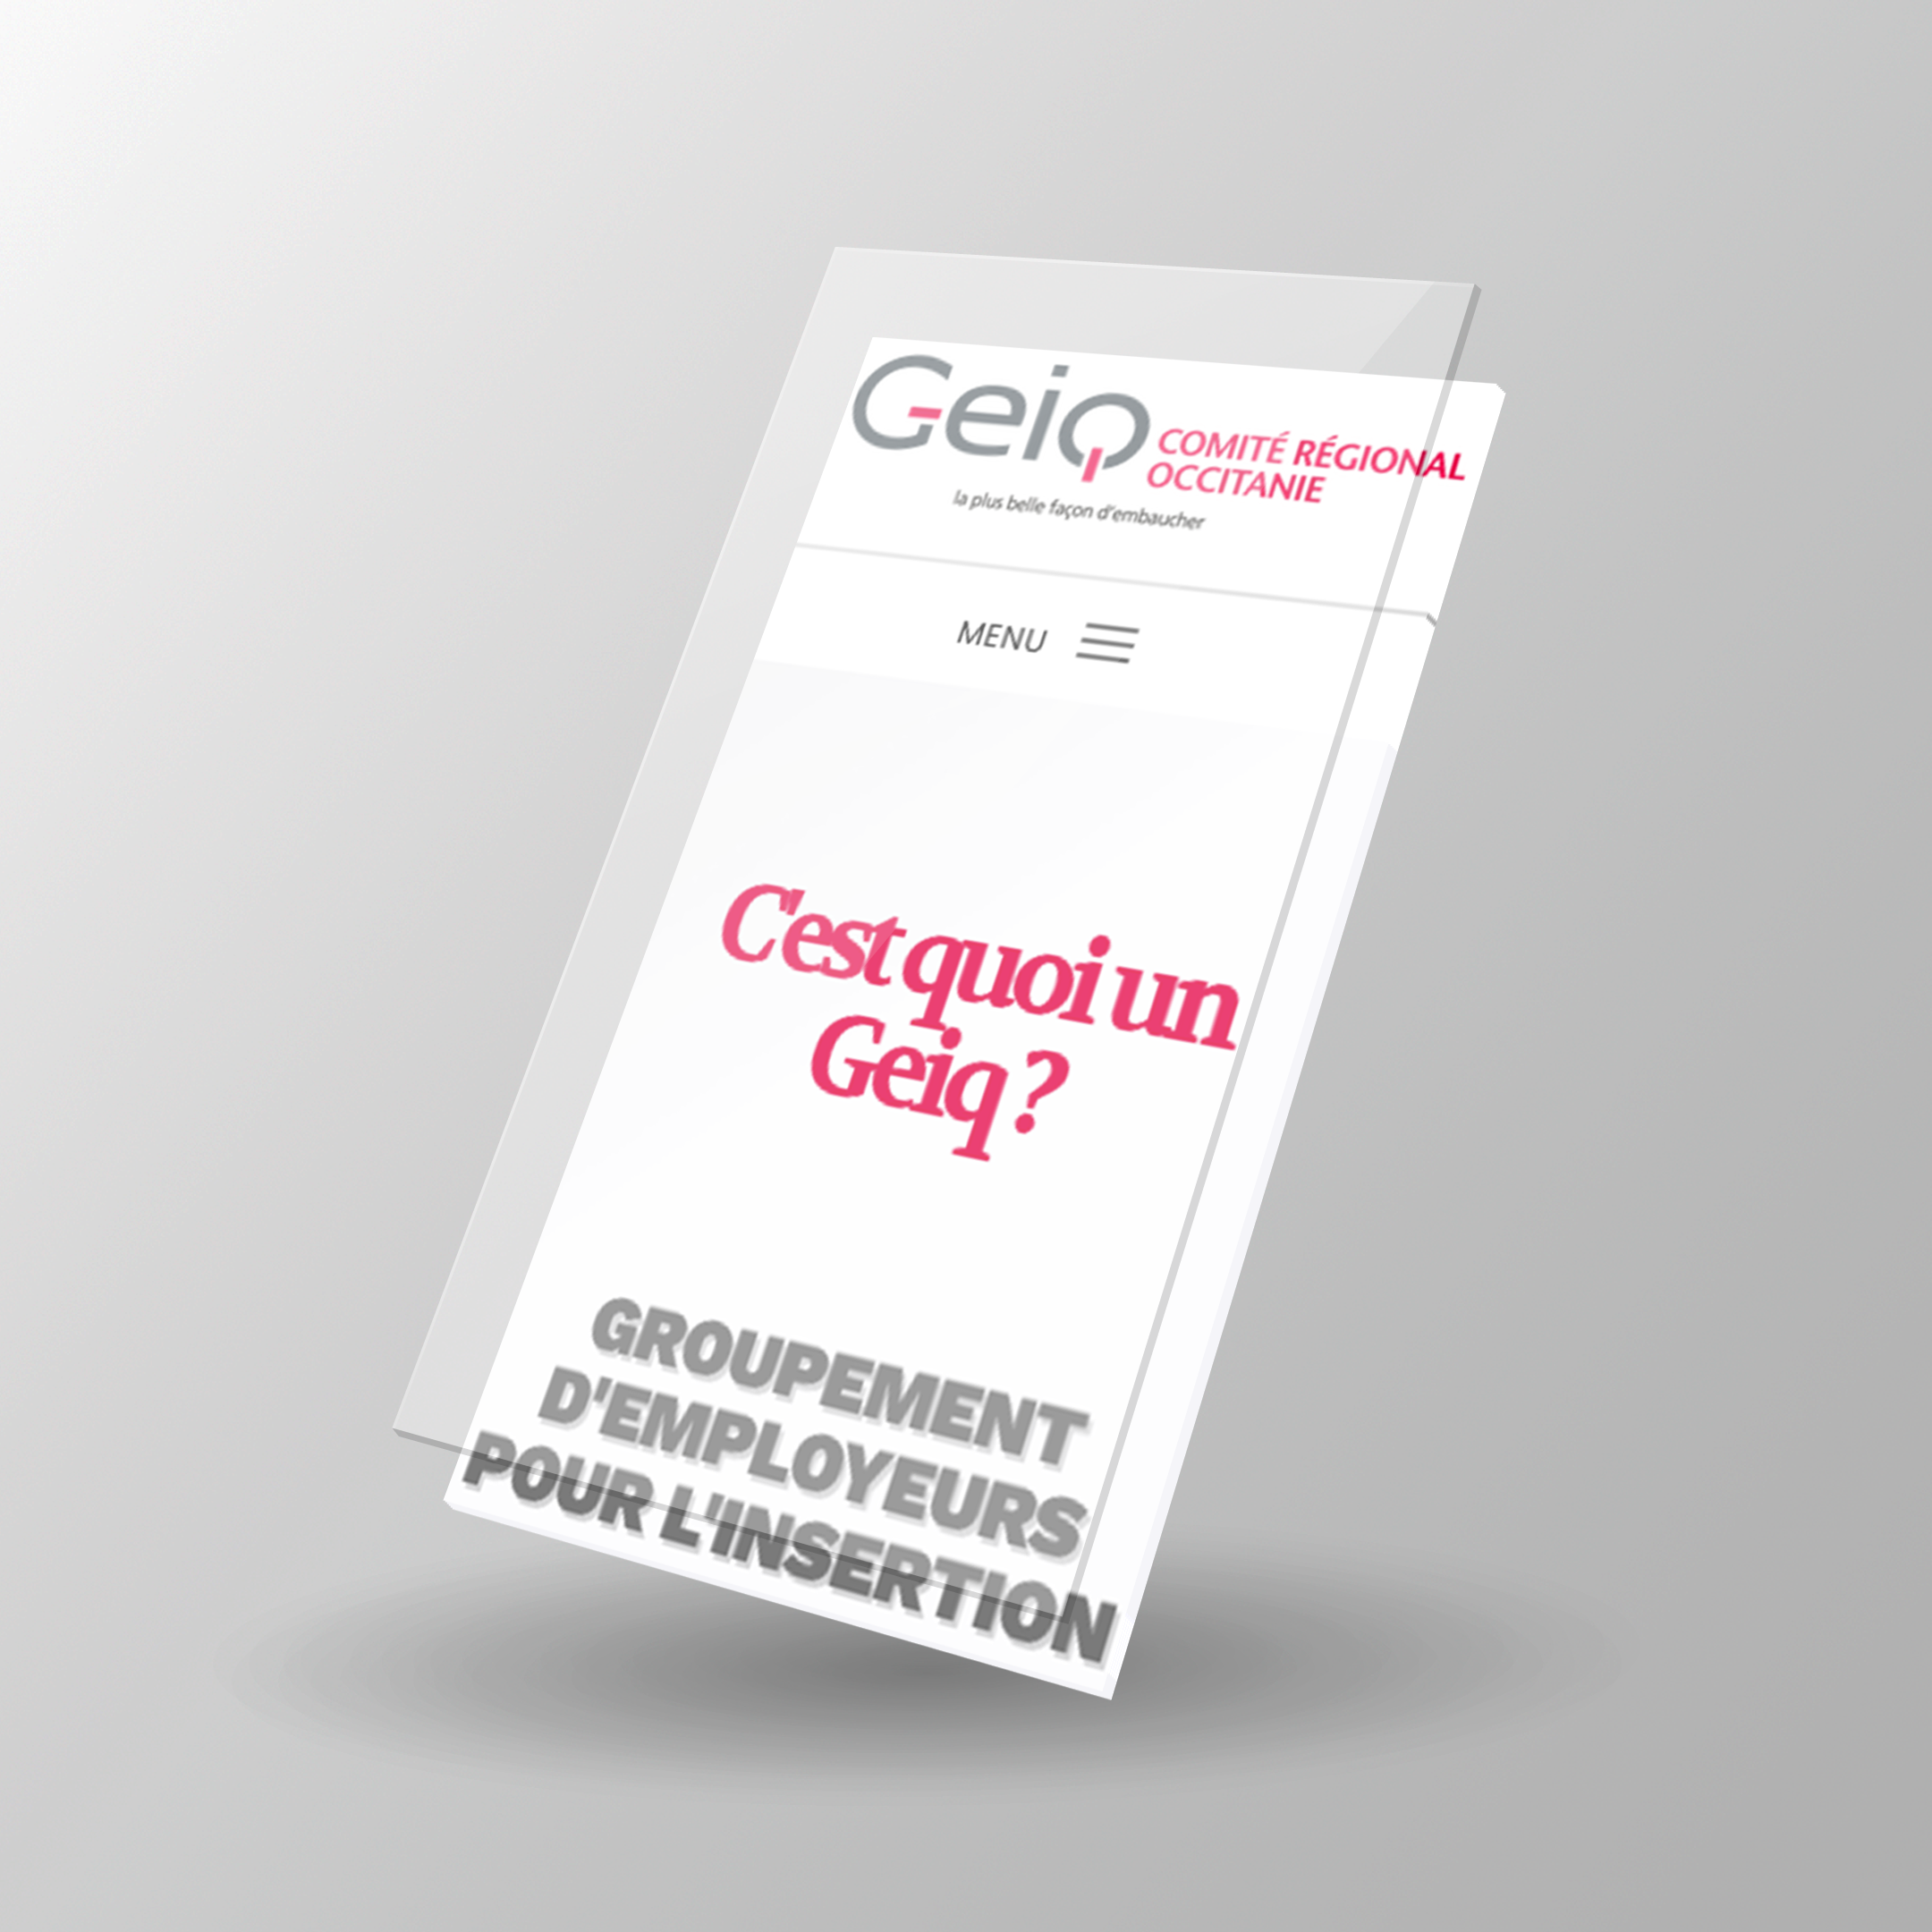 Geiq
COMITÉ RÉGIONAL
OCCITANIE
la plus belle façon d'embaucher
MENU
C'est quoi un
Geiq ?
GROUPEMENT
D'EMPLOYEURS
POUR L'INSERTION